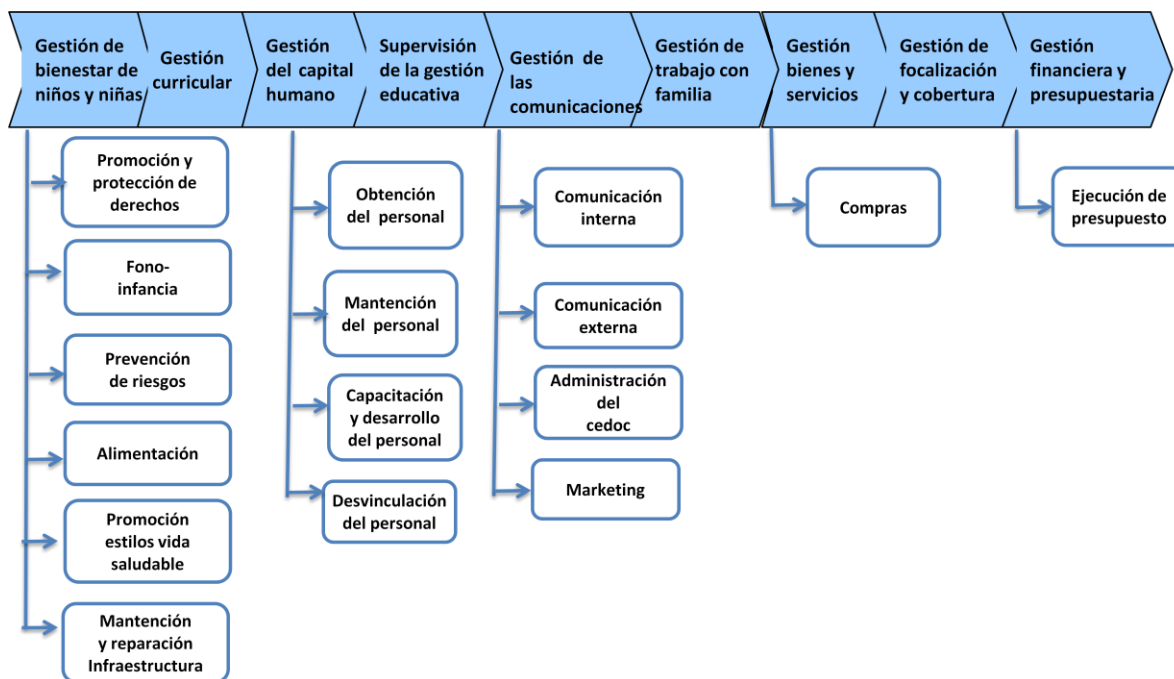 Gestión de
bienestar de
niños y niñas
Gestión
curricular
Gestión
del capital
humano
Supervisión
de la gestión
educativa
Gestión de
las
comunicaciones
Gestión de
trabajo con
familia
Gestión
bienes y
servicios
Gestión de
focalización
y cobertura
Gestión
financiera y
presupuestaria
Promoción y
protección de
derechos
Fono-
infancia
Prevención
de riesgos
Alimentación
Promoción
estilos vida
saludable
Mantención
y reparación
Infraestructura
Obtención
del personal
Mantención
del personal
Capacitación
y desarrollo
del personal
Desvinculación
del personal
Comunicación
interna
Comunicación
externa
Administración
del
cedoc
Marketing
Compras
Ejecución de
presupuesto